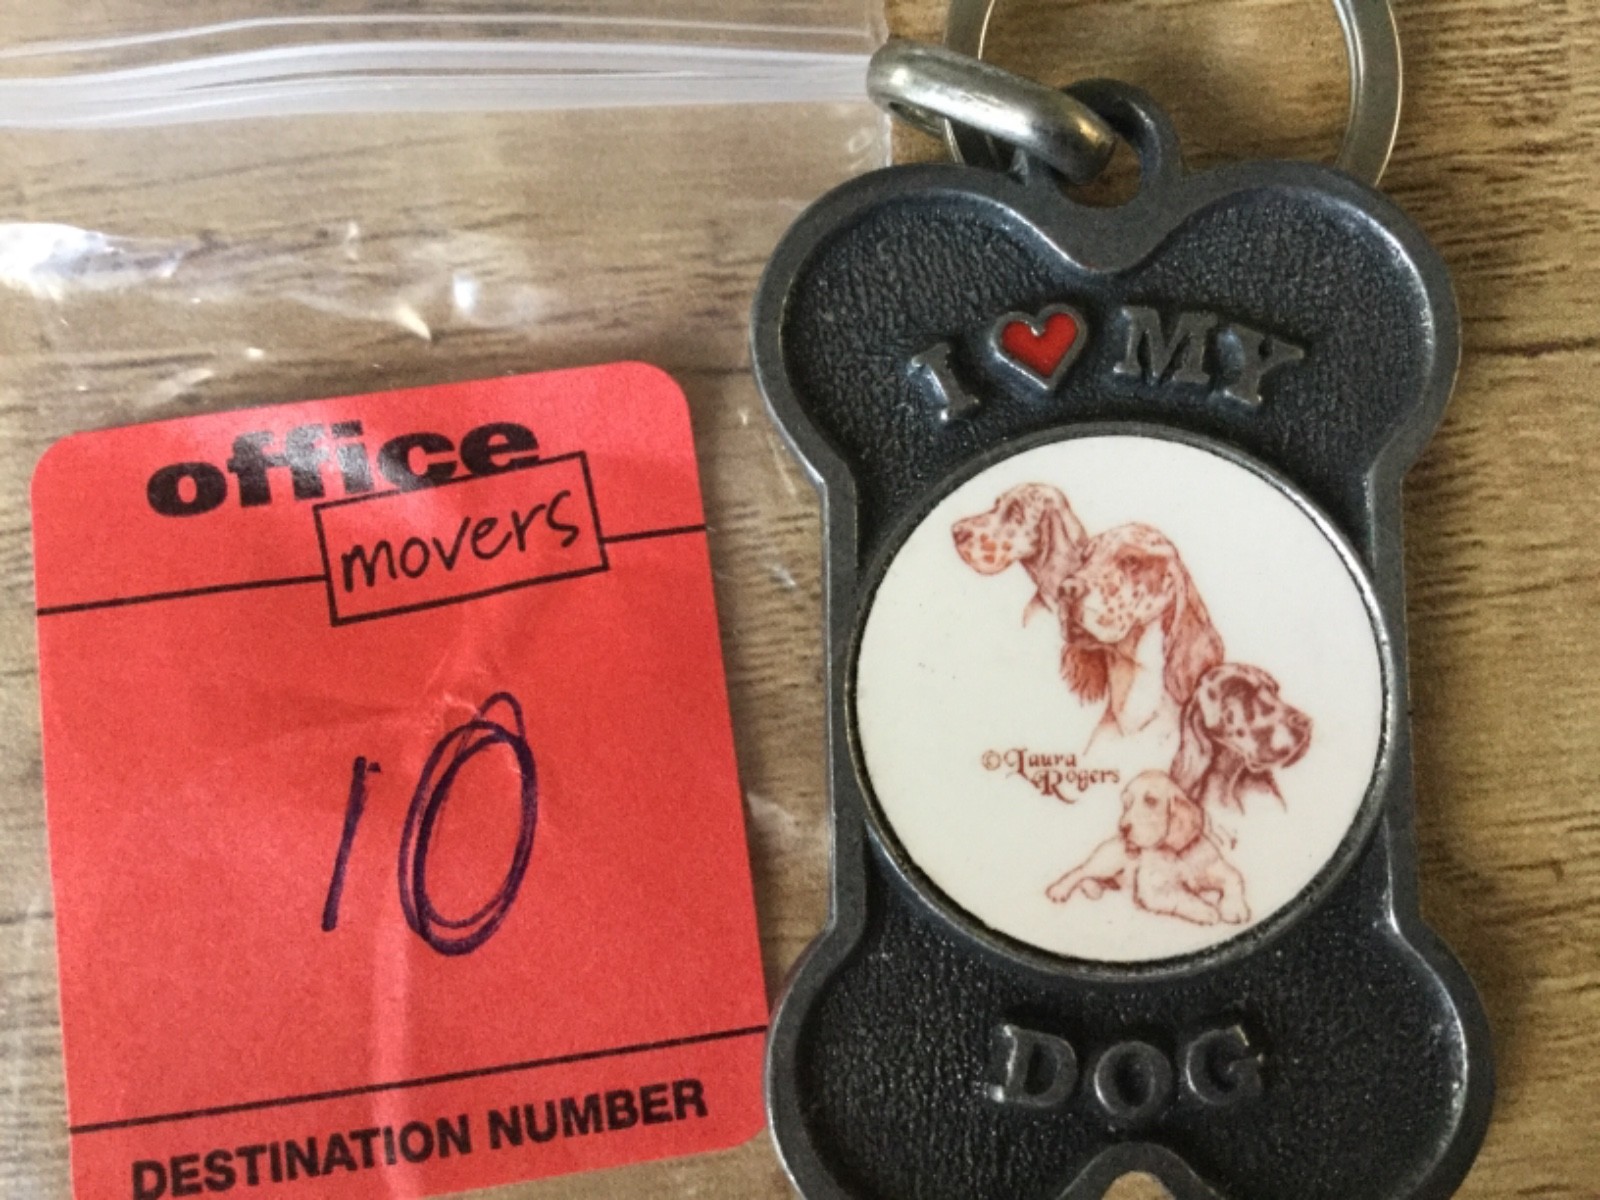 office
movers
10
DESTINATION NUMBER
I ❤ MY
© Laura
Rogers
DOG